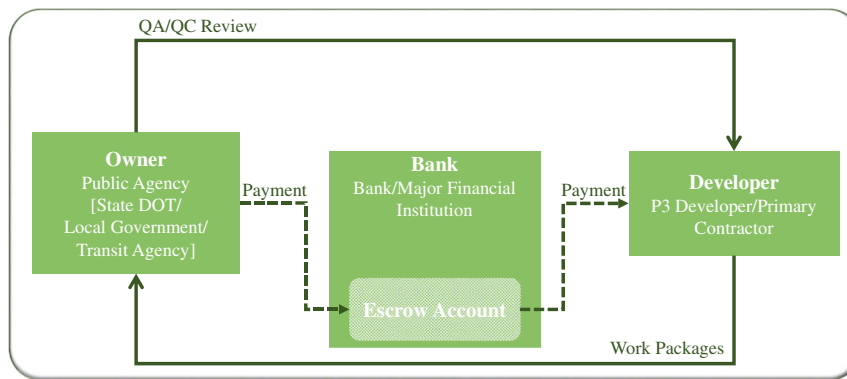 QA/QC Review
Owner
Public Agency
[State DOT/
Local Government/
Transit Agency]
Payment
Bank
Bank/Major Financial
Institution
Escrow Account
Payment
Developer
P3 Developer/Primary
Contractor
Work Packages